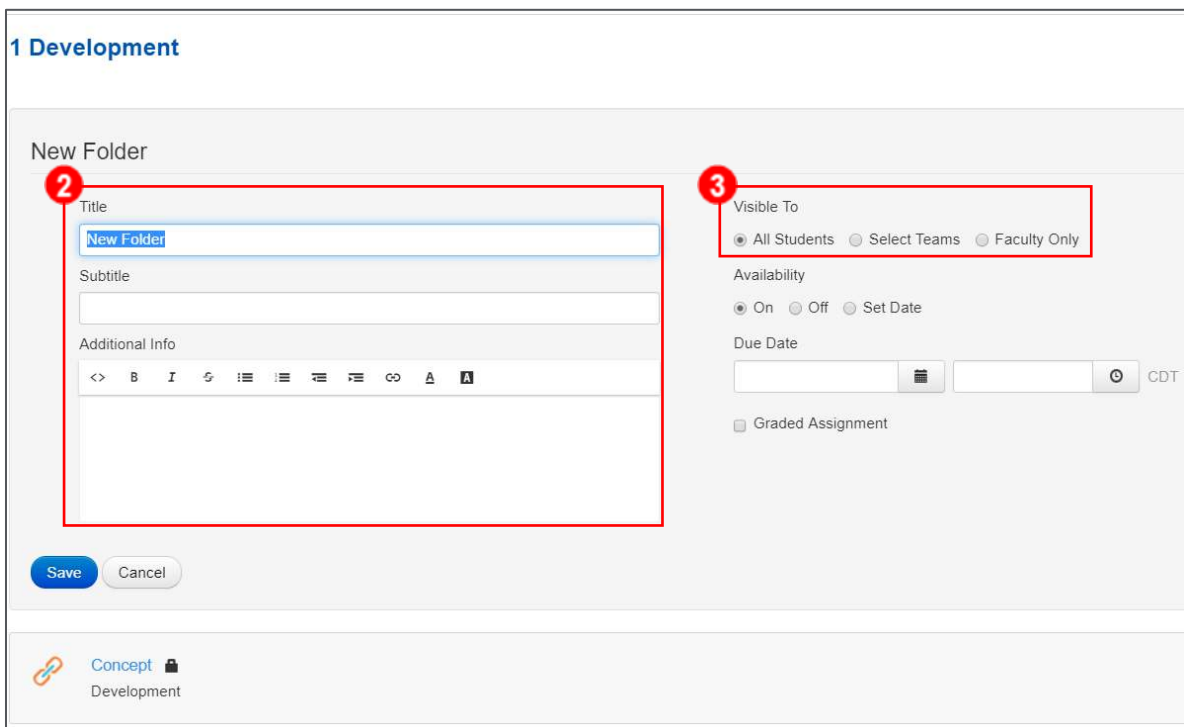 1 Development
New Folder
2
3
Title
New Folder
Subtitle
Additional Info
<> B I S A A
Visible To
All Students Select Teams Faculty Only
Availability
On Off Set Date
Due Date
CDT
Graded Assignment
Save Cancel
Concept
Development